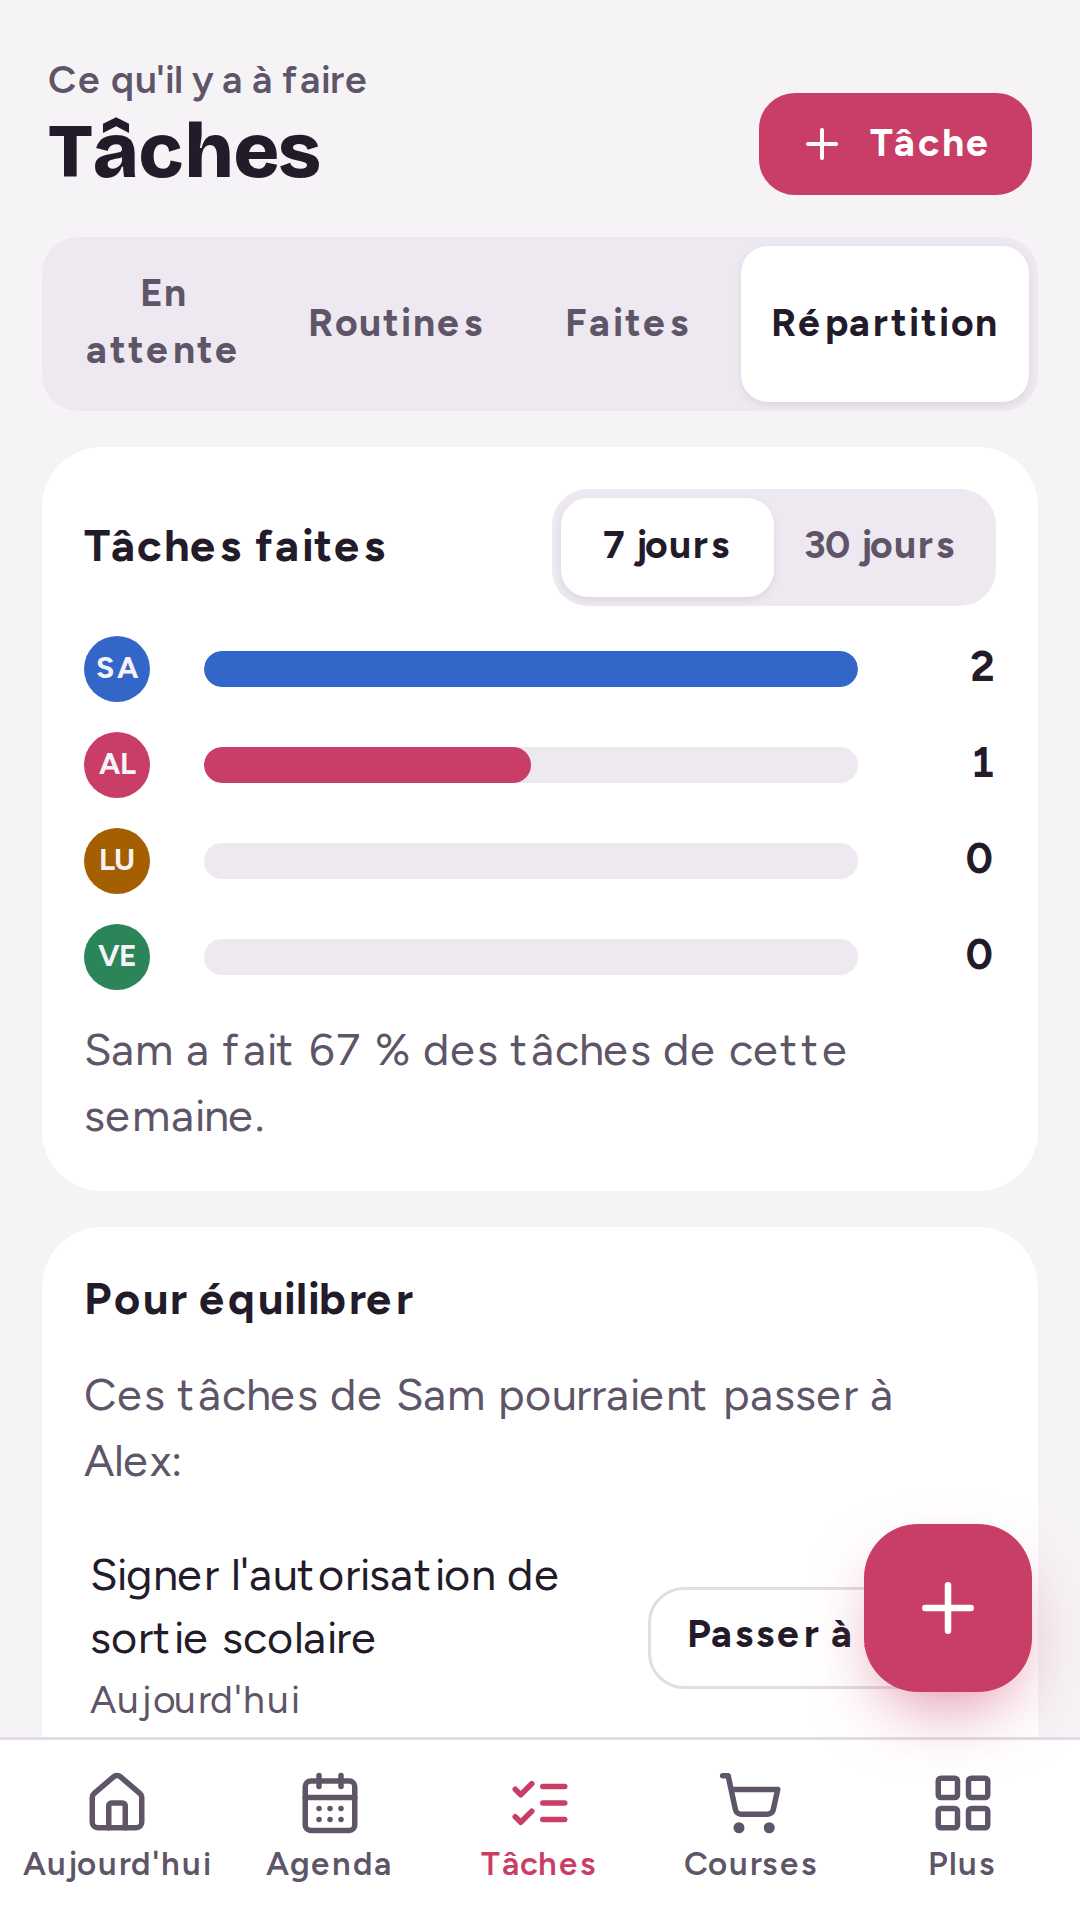 Ce qu'il y a à faire
Tâches
Tâche
En
attente
Routines
Faites
Répartition
Tâches faites
7 jours
30 jours
SA
2
AL
1
LU
0
VE
0
Sam a fait 67 % des tâches de cette
semaine.
Pour équilibrer
Ces tâches de Sam pourraient passer à
Alex:
Signer l'autorisation de
sortie scolaire
Aujourd'hui
Passer à
Aujourd'hui
Agenda
Tâches
Courses
Plus